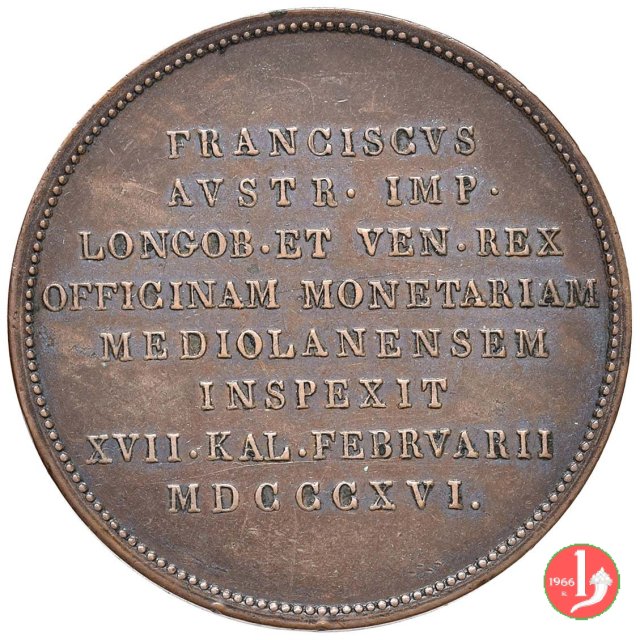 FRANCISCVS
AVSTR· IMP·
LONGOB·ET VEN·REX
OFFICINAM MONETARIAM
MEDIOLANENSEM
INSPEXIT
XVII·KAL·FEBRVARII
MDCCCXVI.
1966